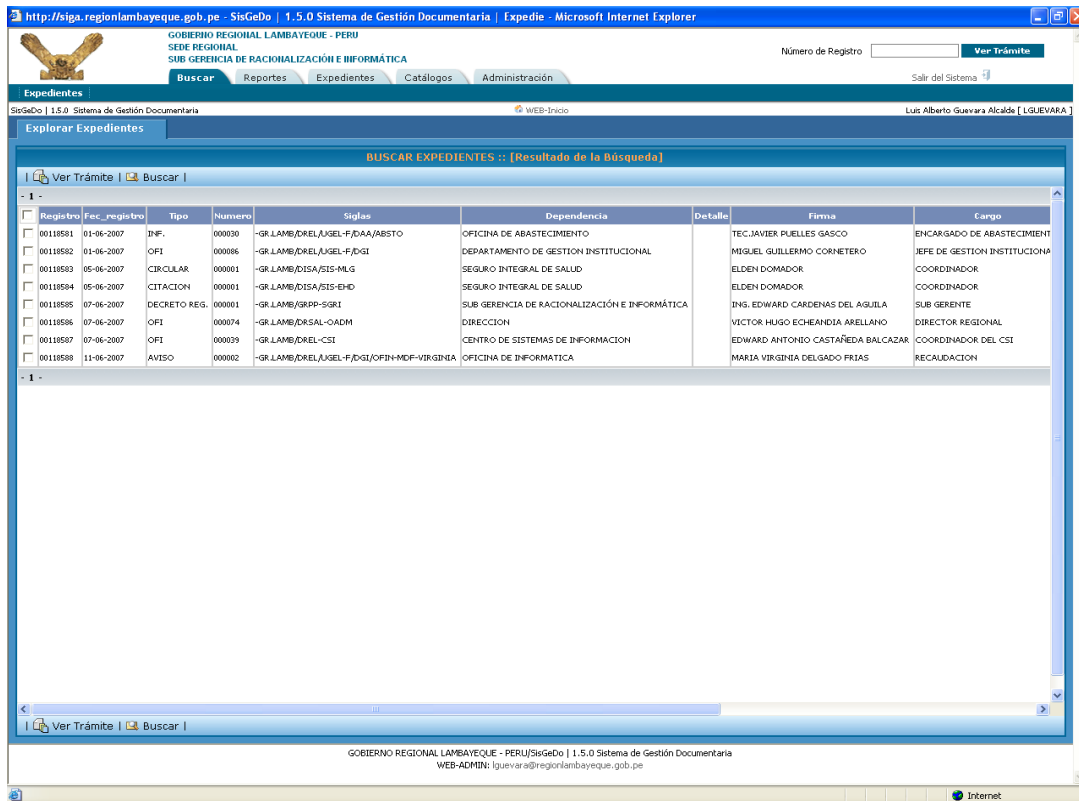 http://siga.regionlambayeque.gob.pe - SisGeDo | 1.5.0 Sistema de Gestión Documentaria | Expedie - Microsoft Internet Explorer
GOBIERNO REGIONAL LAMBAYEQUE - PERU
SEDE REGIONAL
SUB GERENCIA DE RACIONALIZACIÓN E INFORMÁTICA
Número de Registro Ver Trámite
Buscar Reportes Expedientes Catálogos Administración Salir del Sistema
Expedientes
SisGeDo | 1.5.0 Sistema de Gestión Documentaria WEB-Inicio Luis Alberto Guevara Alcalde [ LGUEVARA ]
Explorar Expedientes
BUSCAR EXPEDIENTES :: [Resultado de la Búsqueda]
| Ver Trámite | Buscar |
- 1 -
Registro Fec_registro Tipo Numero Siglas Dependencia Detalle Firma Cargo
00118581 01-06-2007 INF. 000030 -GR.LAMB/DREL/UGEL-F/DAA/ABSTO OFICINA DE ABASTECIMIENTO TEC.JAVIER PUELLES GASCO ENCARGADO DE ABASTECIMIENT
00118582 01-06-2007 OFI 000086 -GR.LAMB/DREL/UGEL-F/DGI DEPARTAMENTO DE GESTION INSTITUCIONAL MIGUEL GUILLERMO CORNETERO JEFE DE GESTION INSTITUCIONA
00118583 05-06-2007 CIRCULAR 000001 -GR.LAMB/DISA/SIS-MLG SEGURO INTEGRAL DE SALUD ELDEN DOMADOR COORDINADOR
00118584 05-06-2007 CITACION 000001 -GR.LAMB/DISA/SIS-EHD SEGURO INTEGRAL DE SALUD ELDEN DOMADOR COORDINADOR
00118585 07-06-2007 DECRETO REG. 000001 -GR.LAMB/GRPP-SGRI SUB GERENCIA DE RACIONALIZACIÓN E INFORMÁTICA ING. EDWARD CARDENAS DEL AGUILA SUB GERENTE
00118586 07-06-2007 OFI 000074 -GR.LAMB/DRSAL-OADM DIRECCION VICTOR HUGO ECHEANDIA ARELLANO DIRECTOR REGIONAL
00118587 07-06-2007 OFI 000039 -GR.LAMB/DREL-CSI CENTRO DE SISTEMAS DE INFORMACION EDWARD ANTONIO CASTAÑEDA BALCAZAR COORDINADOR DEL CSI
00118588 11-06-2007 AVISO 000002 -GR.LAMB/DREL/UGEL-F/DGI/OFIN-MDF-VIRGINIA OFICINA DE INFORMATICA MARIA VIRGINIA DELGADO FRIAS RECAUDACION
- 1 -
| Ver Trámite | Buscar |
GOBIERNO REGIONAL LAMBAYEQUE - PERU/SisGeDo | 1.5.0 Sistema de Gestión Documentaria
WEB-ADMIN: lguevara@regionlambayeque.gob.pe
Internet